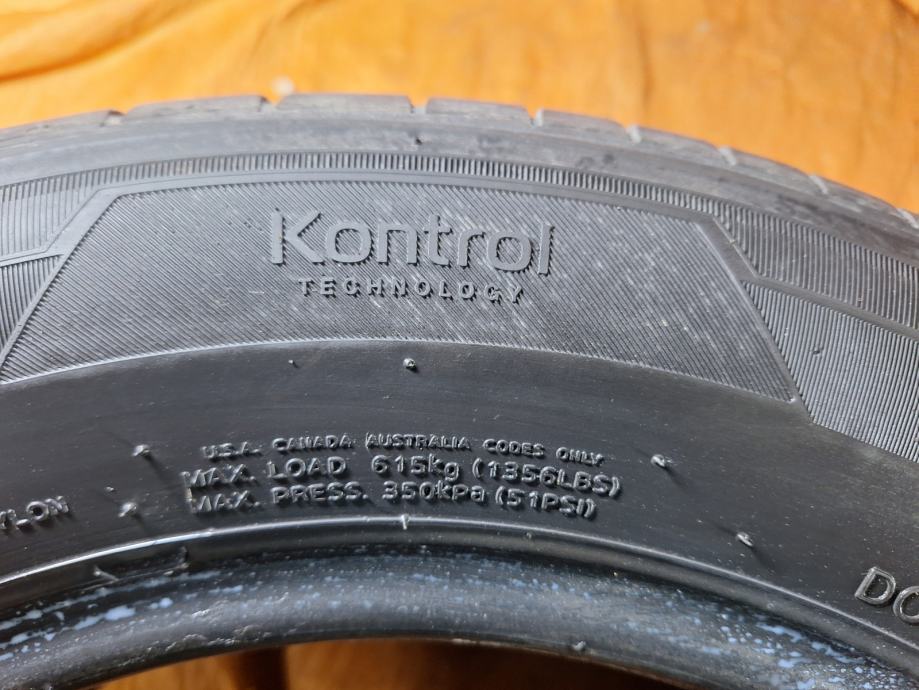 Kontrol
TECHNOLOGY
U.S.A. CANADA AUSTRALIA CODES ONLY
MAX. LOAD 615kg (1356LBS)
MAX. PRESS. 350kPa (51PSI)